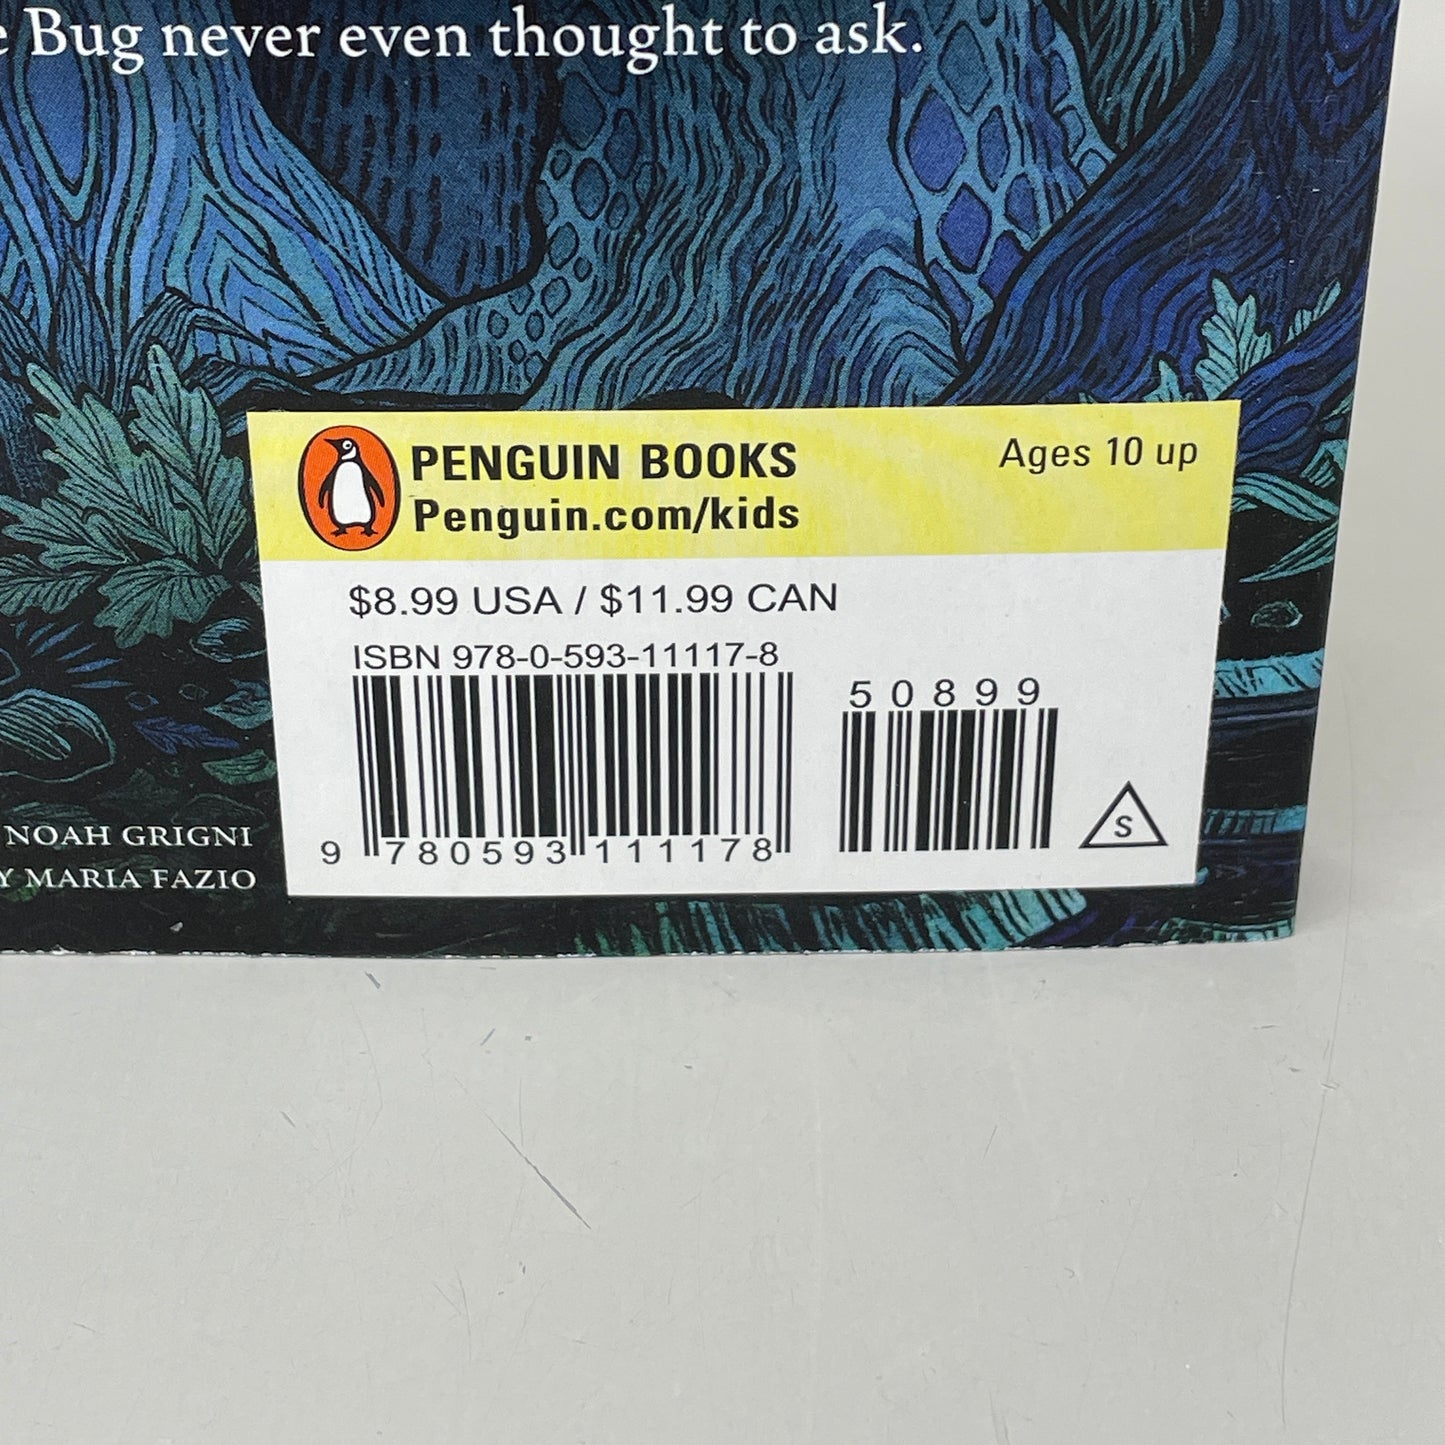 Bug never even thought to ask.
PENGUIN BOOKS
Penguin.com/kids
Ages 10 up
$8.99 USA / $11.99 CAN
ISBN 978-0-593-11117-8
50899
9 780593 111178
S
NOAH GRIGNI
Y MARIA FAZIO